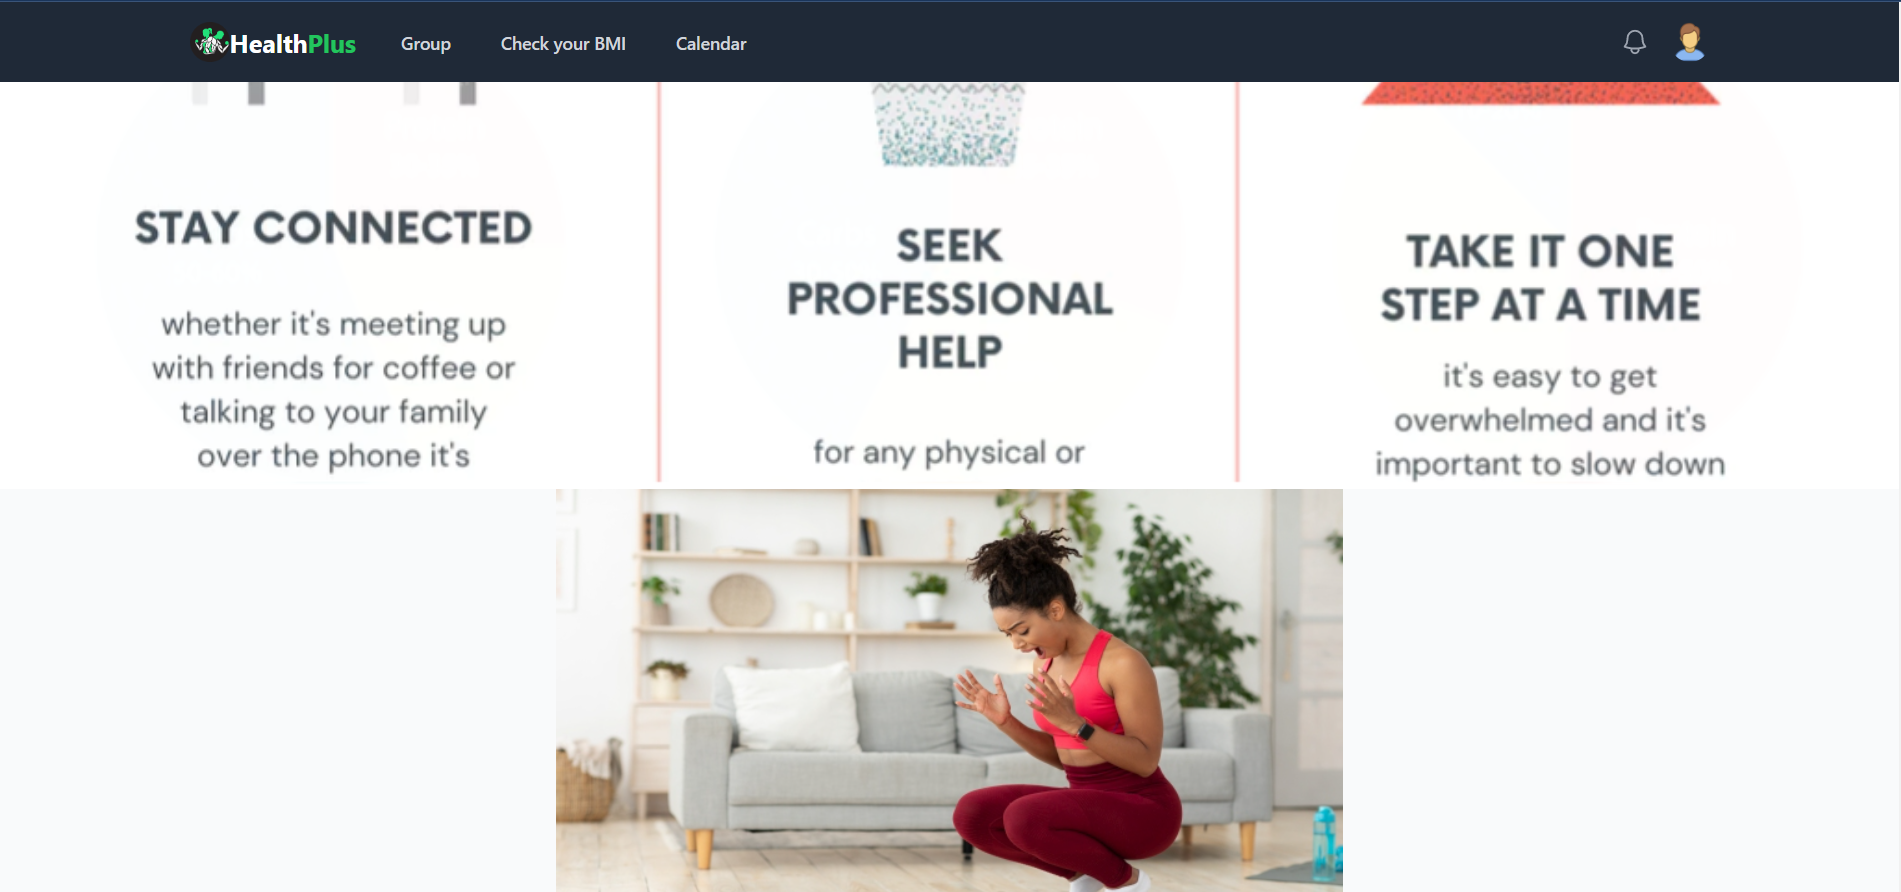 HealthPlus Group Check your BMI Calendar
STAY CONNECTED
whether it's meeting up
with friends for coffee or
talking to your family
over the phone it's
SEEK
PROFESSIONAL
HELP
for any physical or
TAKE IT ONE
STEP AT A TIME
it's easy to get
overwhelmed and it's
important to slow down